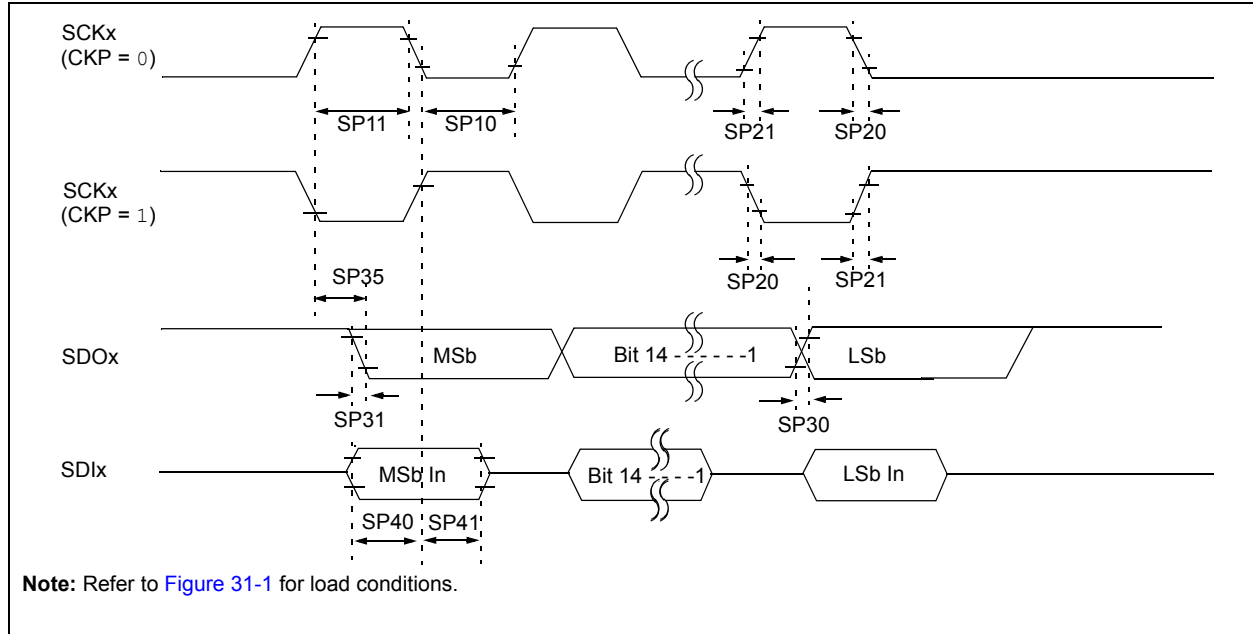 SCKx
(CKP = 0)
SP11
SP10
SP21
SP20
SCKx
(CKP = 1)
SP35
SP20
SP21
SDOx
MSb
Bit 14 - - - - - -1
LSb
SP31
SP30
SDIx
MSb In
Bit 14 - - - -1
LSb In
SP40
SP41
Note: Refer to Figure 31-1 for load conditions.